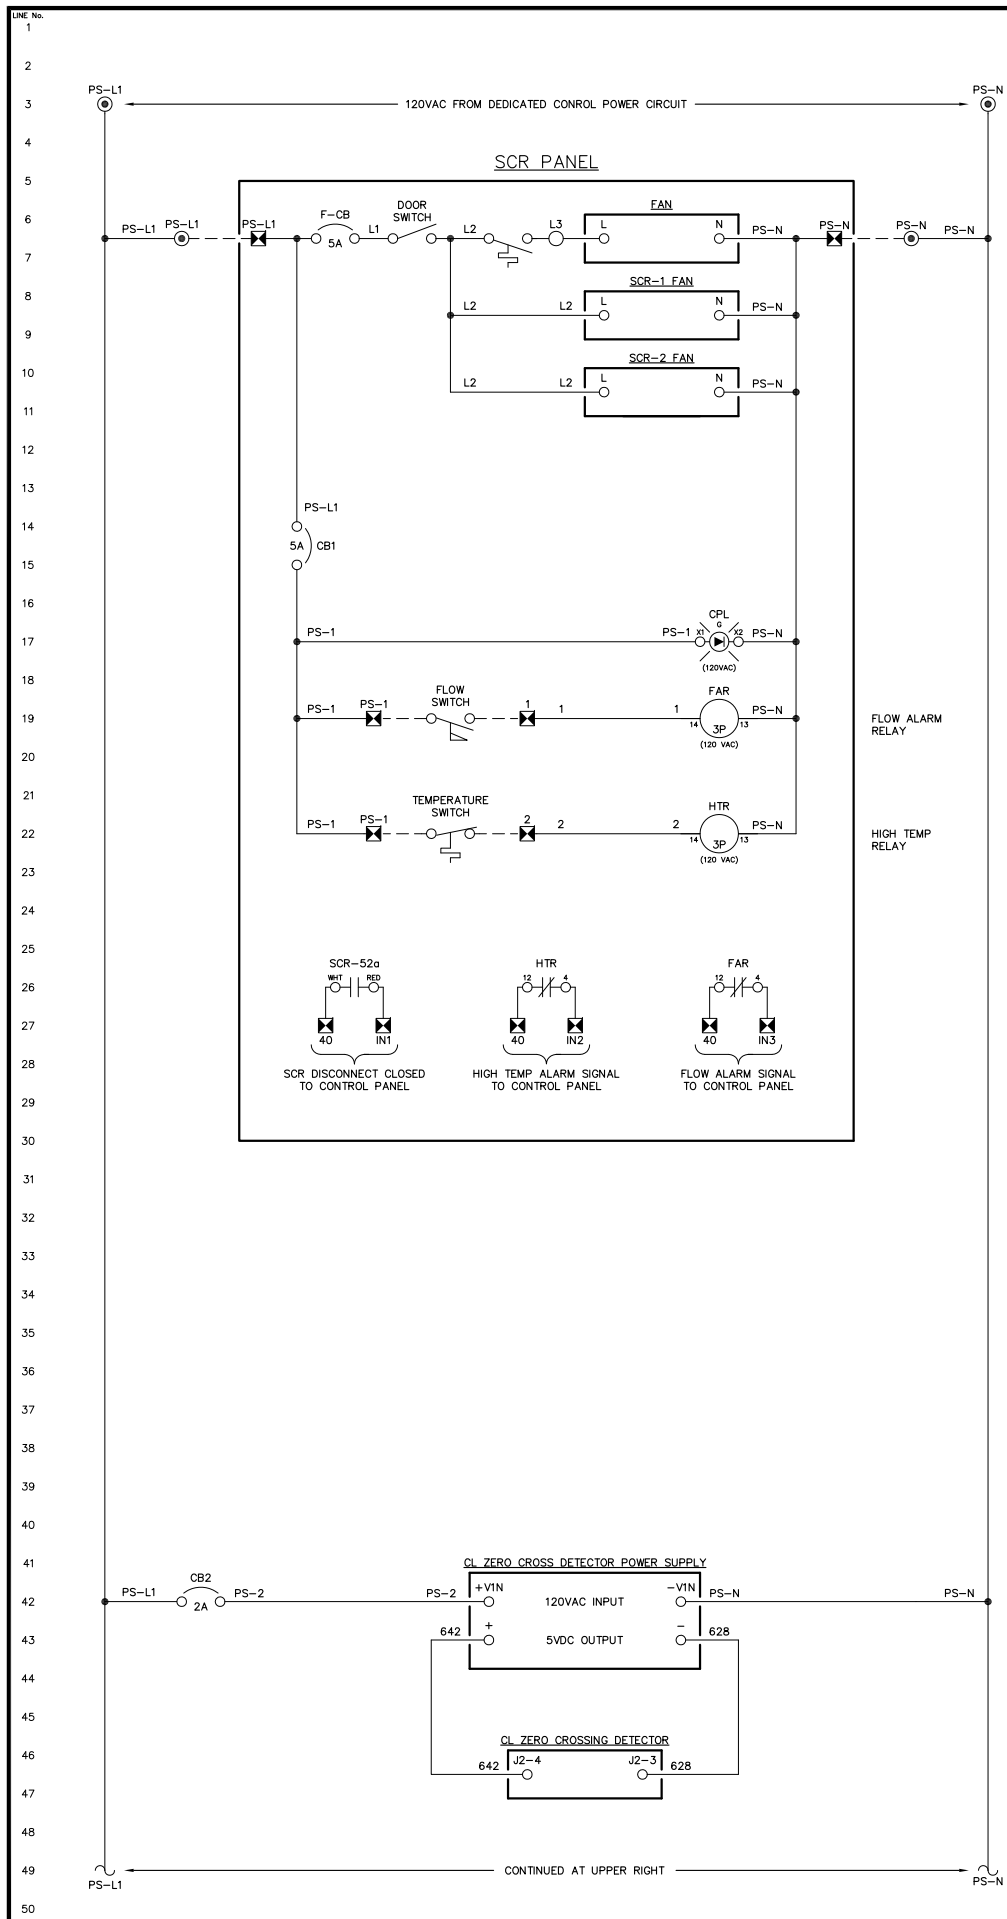 LINE No.
1
2
PS-L1 PS-N
3 120VAC FROM DEDICATED CONROL POWER CIRCUIT
4
SCR PANEL
5
F-CB DOOR SWITCH FAN
6 PS-L1 PS-L1 PS-L1 L1 L2 L3 L N PS-N PS-N PS-N PS-N
5A
7
SCR-1 FAN
8 L2 L2 L N PS-N
9
SCR-2 FAN
10 L2 L2 L N PS-N
11
12
13
PS-L1
14
5A CB1
15
16
CPL
G
17 PS-1 PS-1 X1 X2 PS-N
(120VAC)
18
FLOW SWITCH FAR
19 PS-1 PS-1 1 1 1 14 3P 13 PS-N FLOW ALARM RELAY
(120 VAC)
20
21
TEMPERATURE SWITCH HTR
22 PS-1 PS-1 2 2 2 14 3P 13 PS-N HIGH TEMP RELAY
(120 VAC)
23
24
25
SCR-52a HTR FAR
26 WHT RED 12 4 12 4
27
40 IN1 40 IN2 40 IN3
28
SCR DISCONNECT CLOSED HIGH TEMP ALARM SIGNAL FLOW ALARM SIGNAL
TO CONTROL PANEL TO CONTROL PANEL TO CONTROL PANEL
29
30
31
32
33
34
35
36
37
38
39
40
41 CL ZERO CROSS DETECTOR POWER SUPPLY
CB2
42 PS-L1 2A PS-2 PS-2 +V1N 120VAC INPUT -V1N PS-N PS-N
43 642 + 5VDC OUTPUT - 628
44
45
CL ZERO CROSSING DETECTOR
46 642 J2-4 J2-3 628
47
48
49 CONTINUED AT UPPER RIGHT
PS-L1 PS-N
50